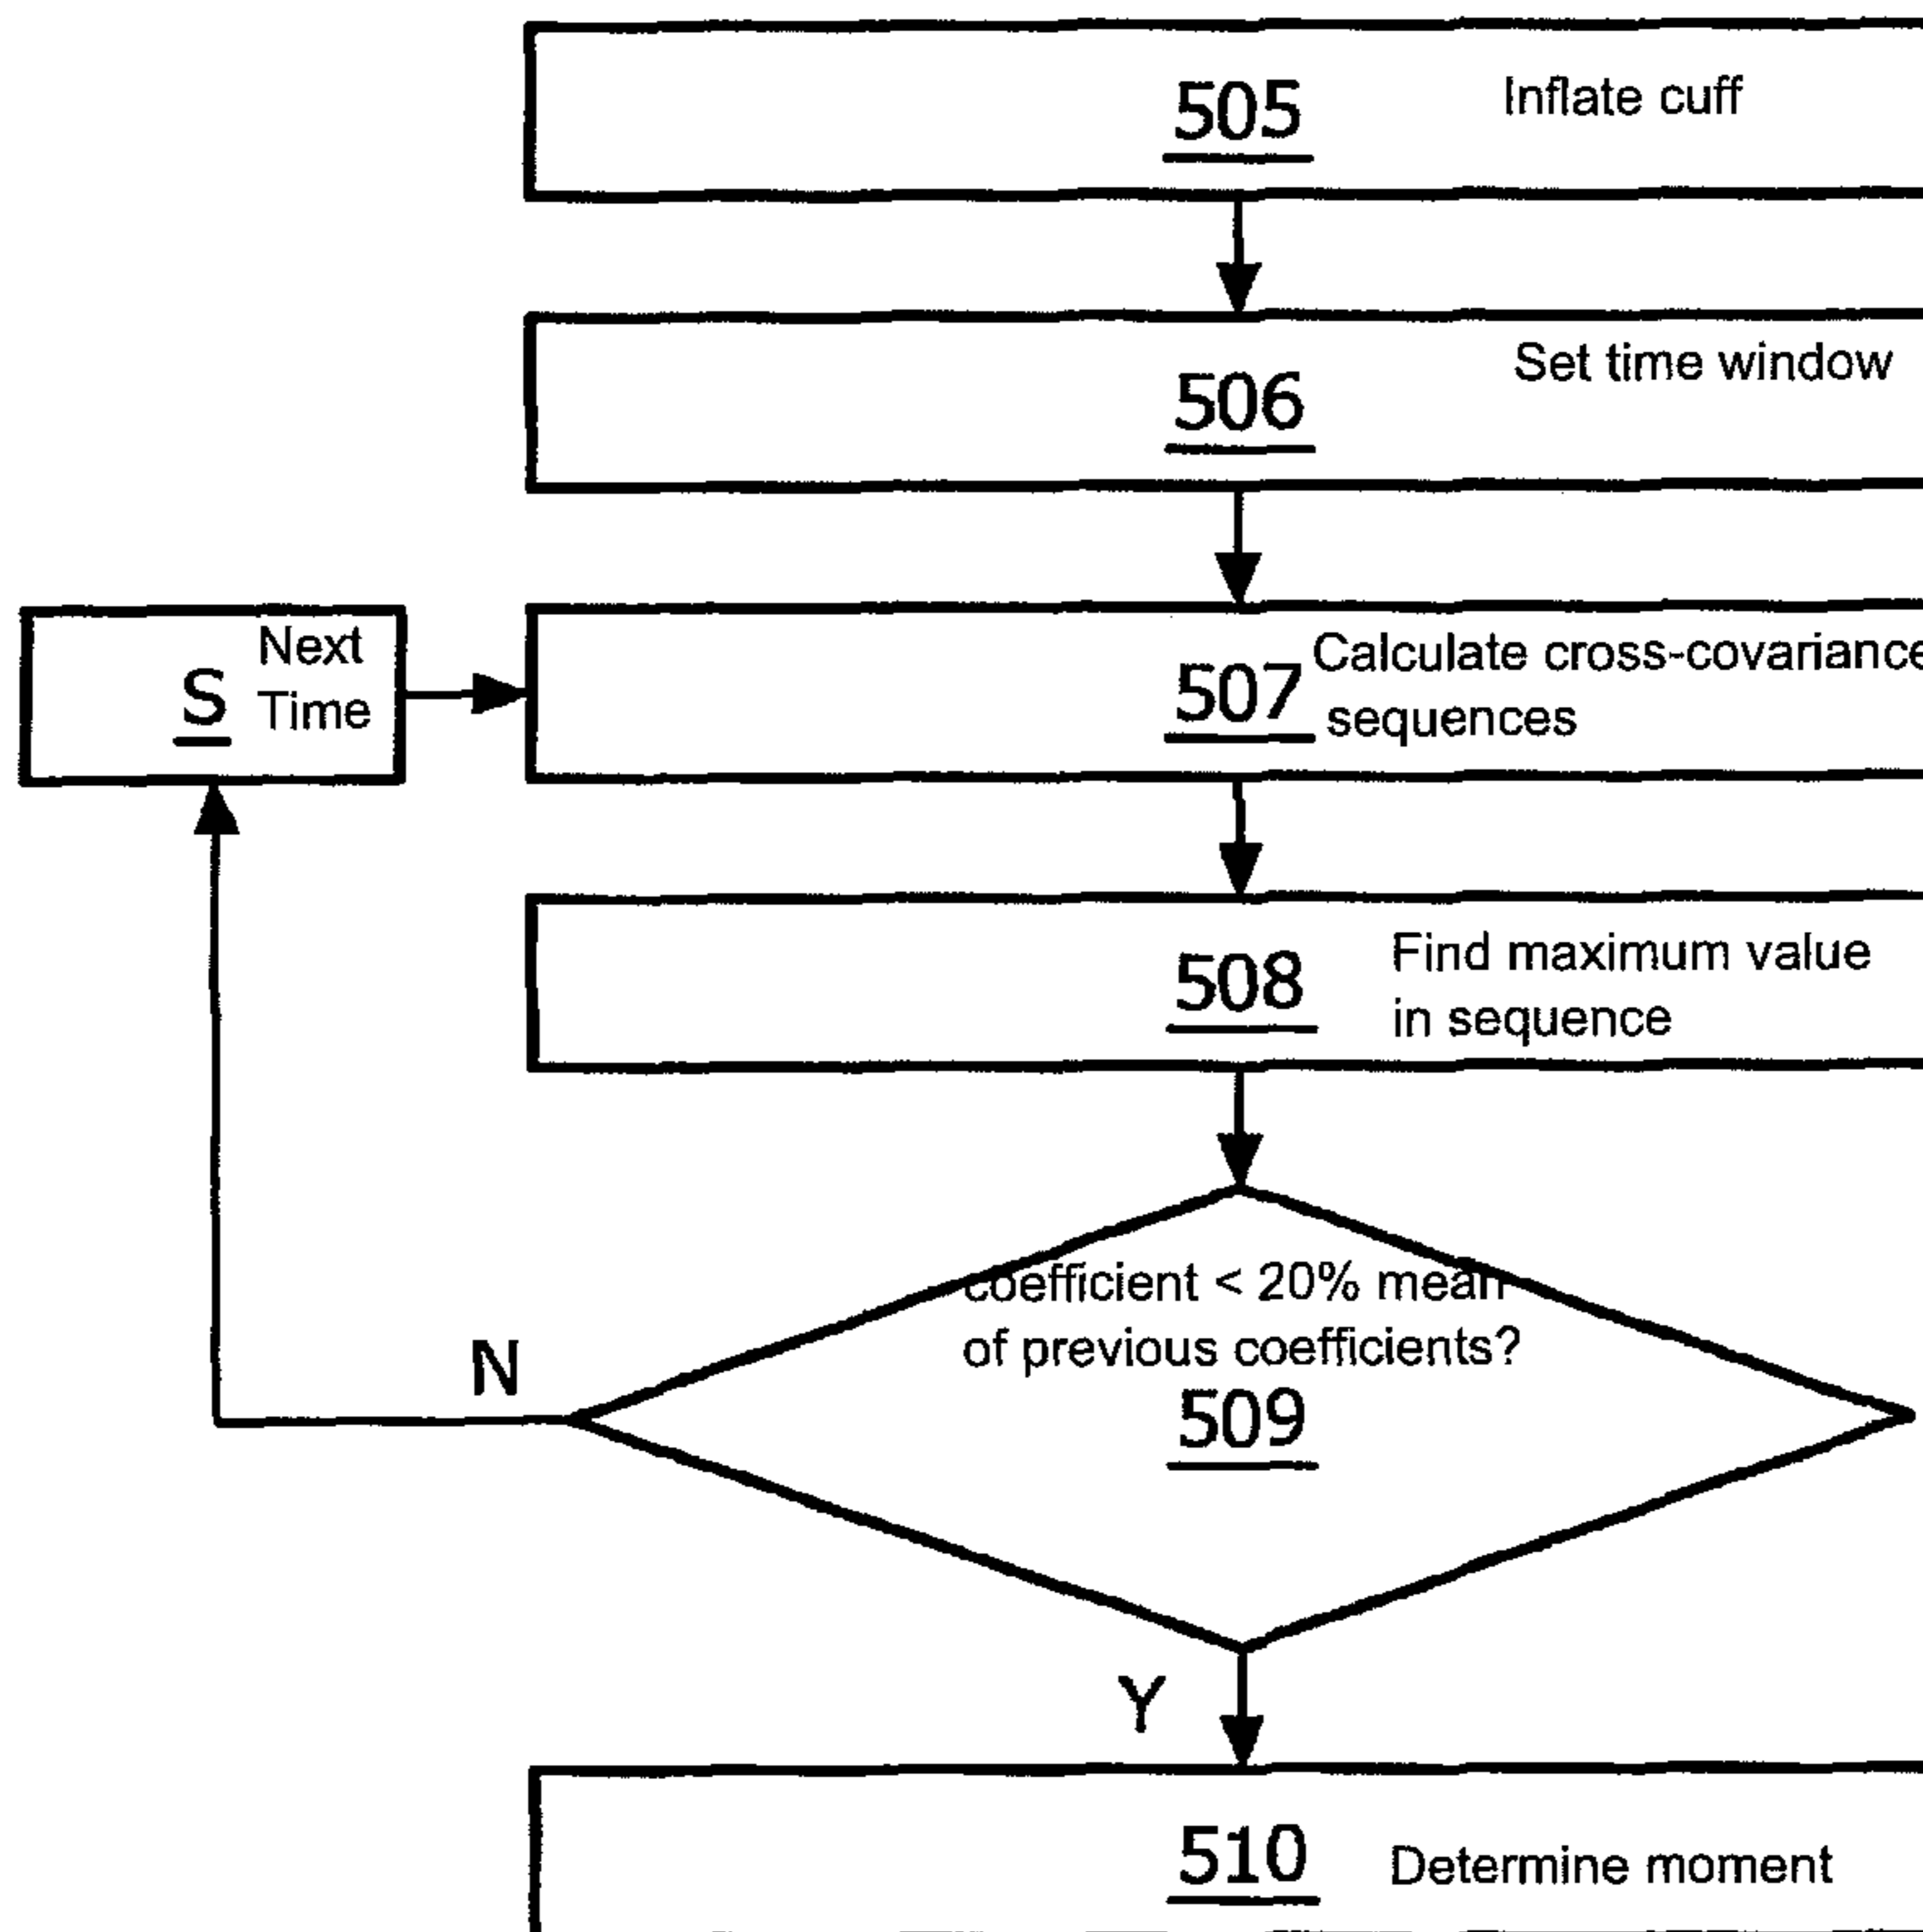 505 Inflate cuff
506 Set time window
S Next
Time
507 Calculate cross-covariance
sequences
508 Find maximum value
in sequence
coefficient < 20% mean
of previous coefficients?
509
N
Y
510 Determine moment